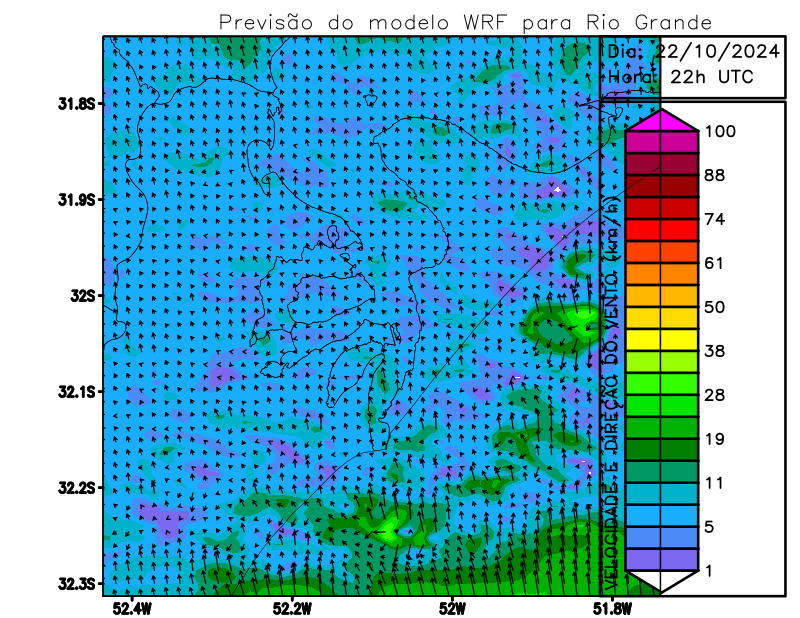 Previsão do modelo WRF para Rio Grande
Dia: 22/10/2024
Hora: 22h UTC
31.8S
31.9S
32S
32.1S
32.2S
32.3S
52.4W
52.2W
52W
51.8W
VELOCIDADE E DIREÇÃO DO VENTO (km/h)
100
88
74
61
50
38
28
19
11
5
1